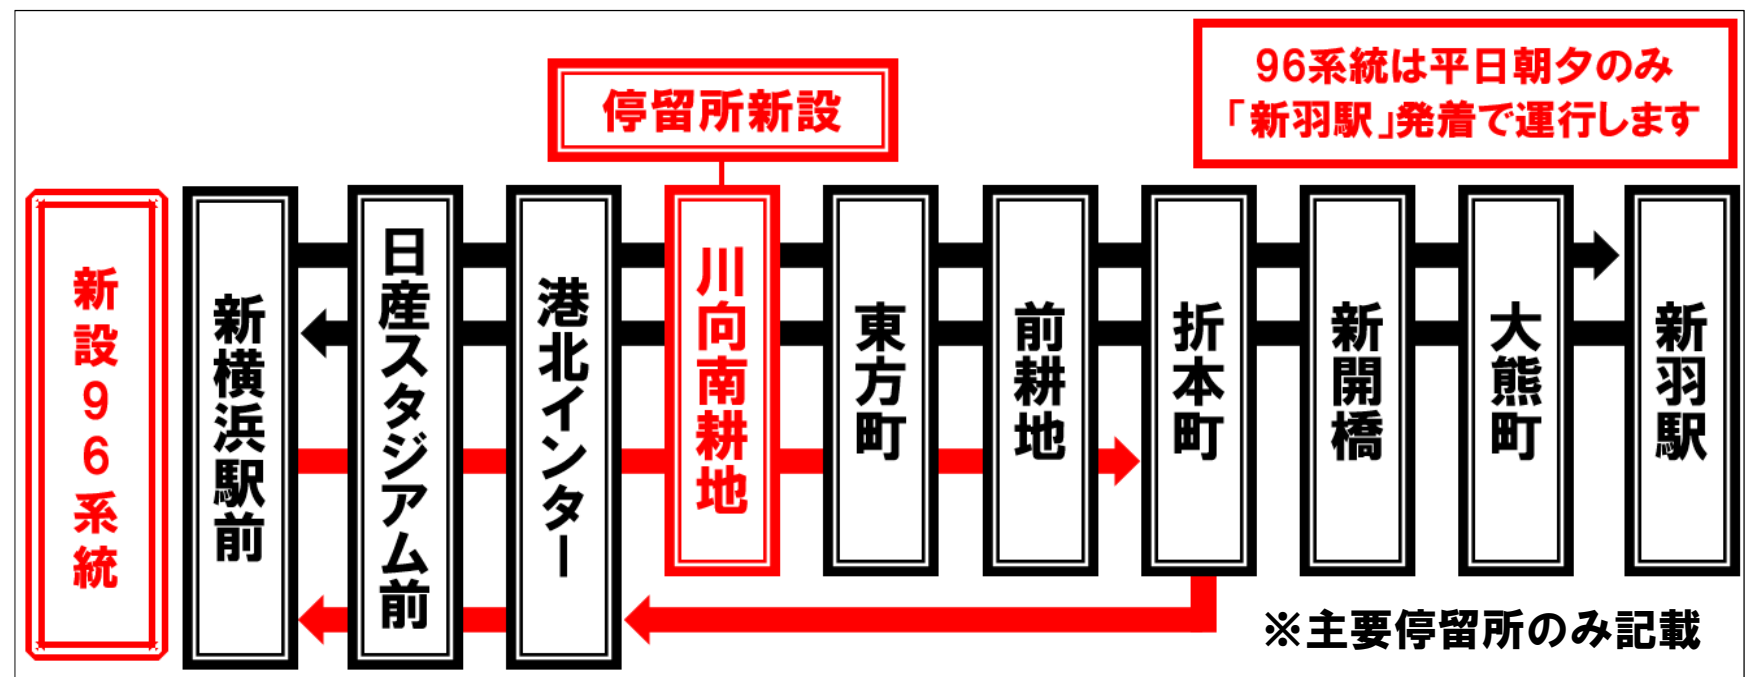 96系統は平日朝夕のみ
「新羽駅」発着で運行します
停留所新設
新設96系統
新横浜駅前
日産スタジアム前
港北インター
川向南耕地
東方町
前耕地
折本町
新開橋
大熊町
新羽駅
※主要停留所のみ記載